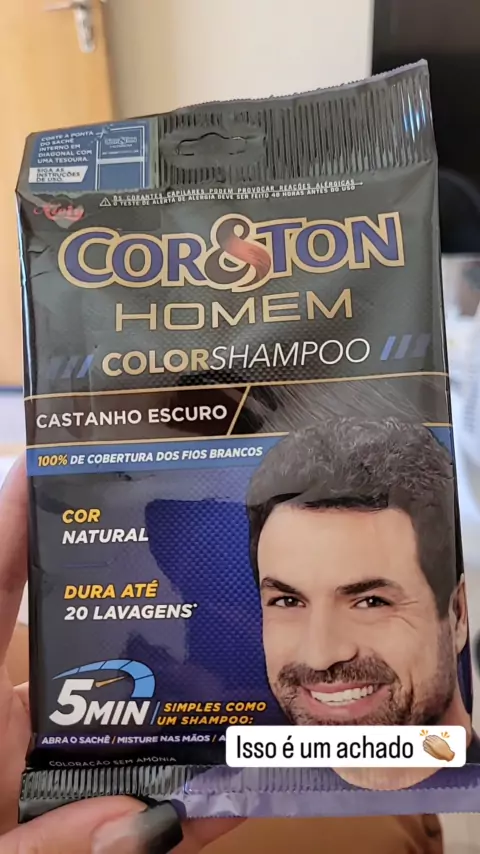 CORTE A PONTA
DO SACHÊ
INTERNO EM
DIAGONAL COM
UMA TESOURA.
SIGA AS
INSTRUÇÕES
DE USO.
OS CORANTES CAPILARES PODEM PROVOCAR REAÇÕES ALÉRGICAS
O TESTE DE ALERTA DE ALERGIA DEVE SER FEITO 48 HORAS ANTES DO USO
COR&TON
HOMEM
COLORSHAMPOO
CASTANHO ESCURO
100% DE COBERTURA DOS FIOS BRANCOS
COR
NATURAL
DURA ATÉ
20 LAVAGENS*
5MIN
SIMPLES COMO
UM SHAMPOO:
ABRA O SACHÊ / MISTURE NAS MÃOS /
COLORAÇÃO SEM AMÔNIA
Isso é um achado 👏🏼